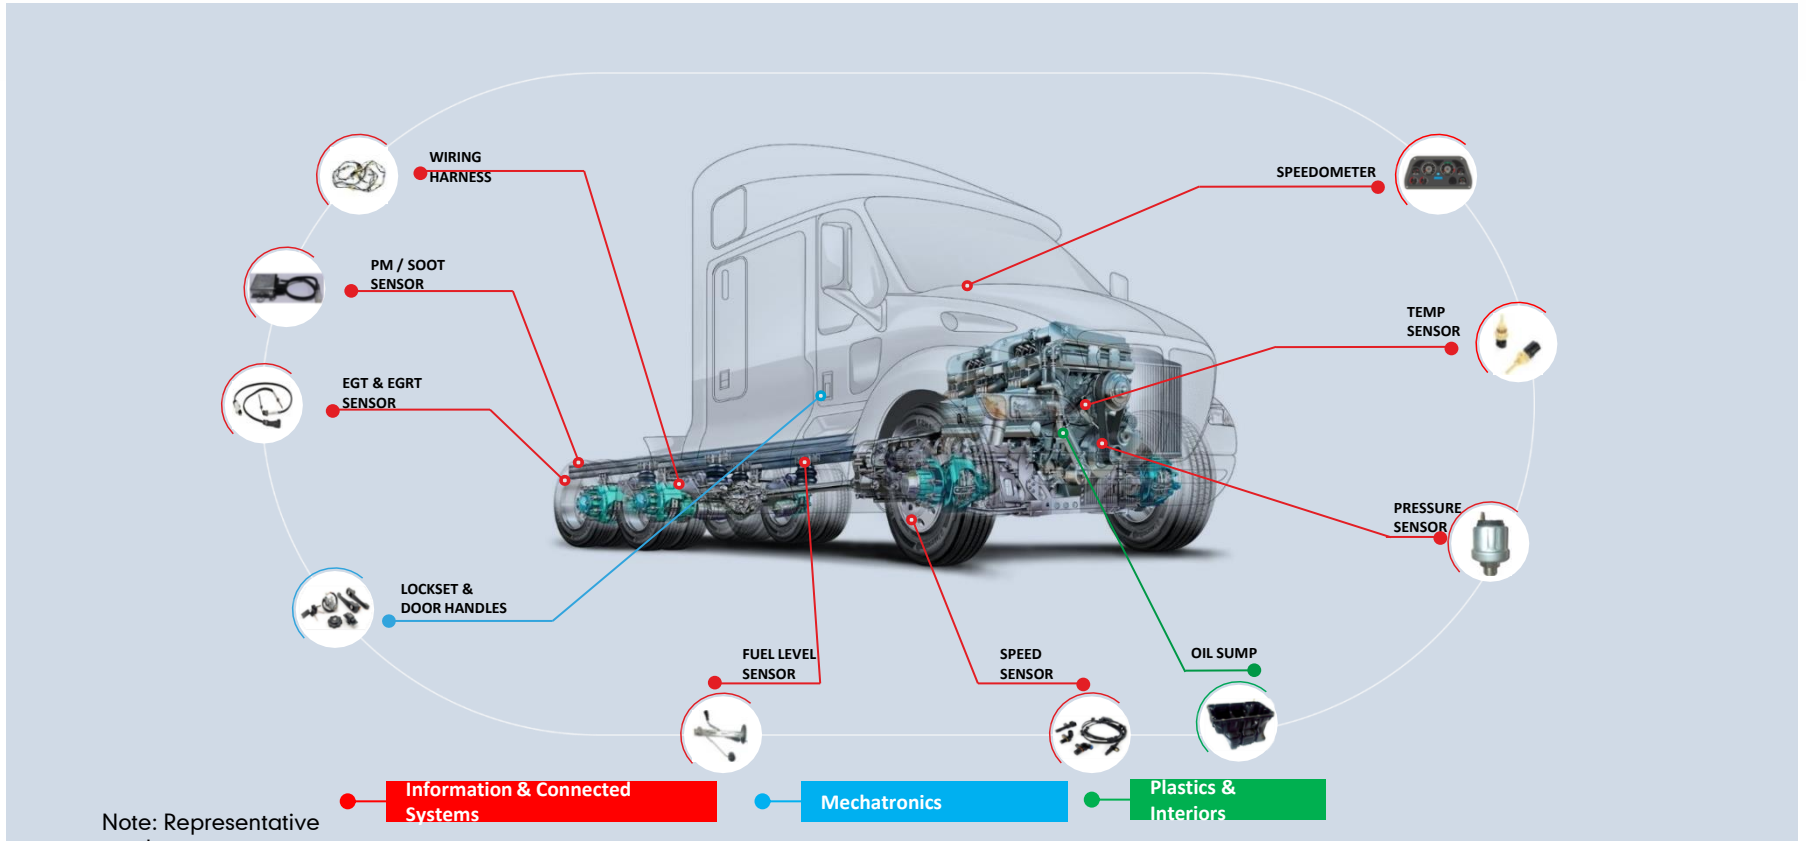 WIRING
HARNESS
SPEEDOMETER
PM / SOOT
SENSOR
TEMP
SENSOR
EGT & EGRT
SENSOR
PRESSURE
SENSOR
LOCKSET &
DOOR HANDLES
FUEL LEVEL
SENSOR
SPEED
SENSOR
OIL SUMP
Information & Connected
Systems
Mechatronics
Plastics &
Interiors
Note: Representative